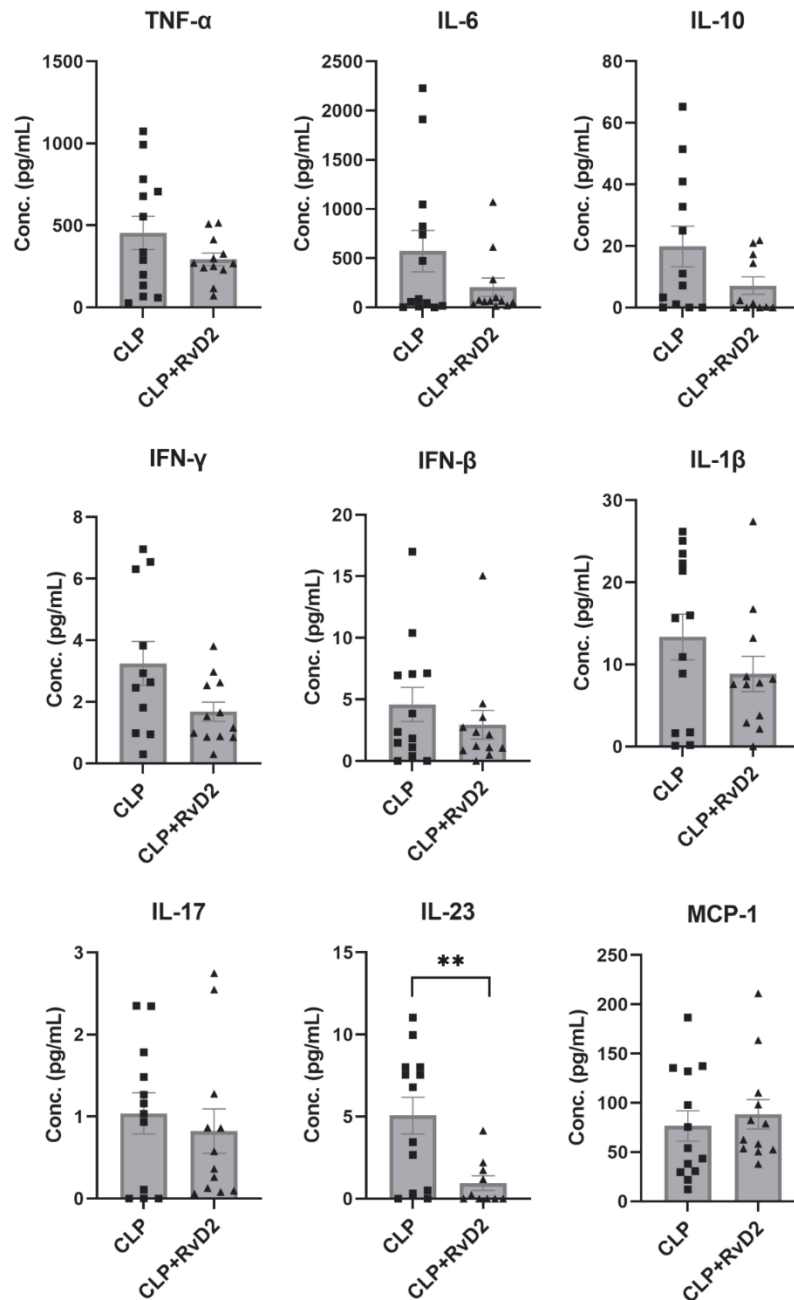 TNF-α
Conc. (pg/mL)
1500
1000
500
0
CLP
CLP+RvD2
IL-6
Conc. (pg/mL)
2500
2000
1500
1000
500
0
CLP
CLP+RvD2
IL-10
Conc. (pg/mL)
80
60
40
20
0
CLP
CLP+RvD2
IFN-γ
Conc. (pg/mL)
8
6
4
2
0
CLP
CLP+RvD2
IFN-β
Conc. (pg/mL)
20
15
10
5
0
CLP
CLP+RvD2
IL-1β
Conc. (pg/mL)
30
20
10
0
CLP
CLP+RvD2
IL-17
Conc. (pg/mL)
3
2
1
0
CLP
CLP+RvD2
IL-23
Conc. (pg/mL)
15
10
5
0
**
CLP
CLP+RvD2
MCP-1
Conc. (pg/mL)
250
200
150
100
50
0
CLP
CLP+RvD2